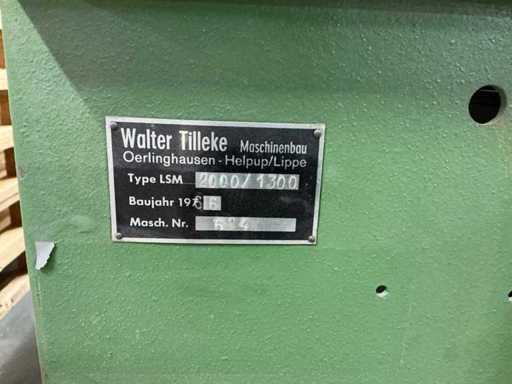 Walter Tilleke Maschinenbau
Oerlinghausen - Helpup/Lippe
Type LSM 2000/1300
Baujahr 19
Masch. Nr.